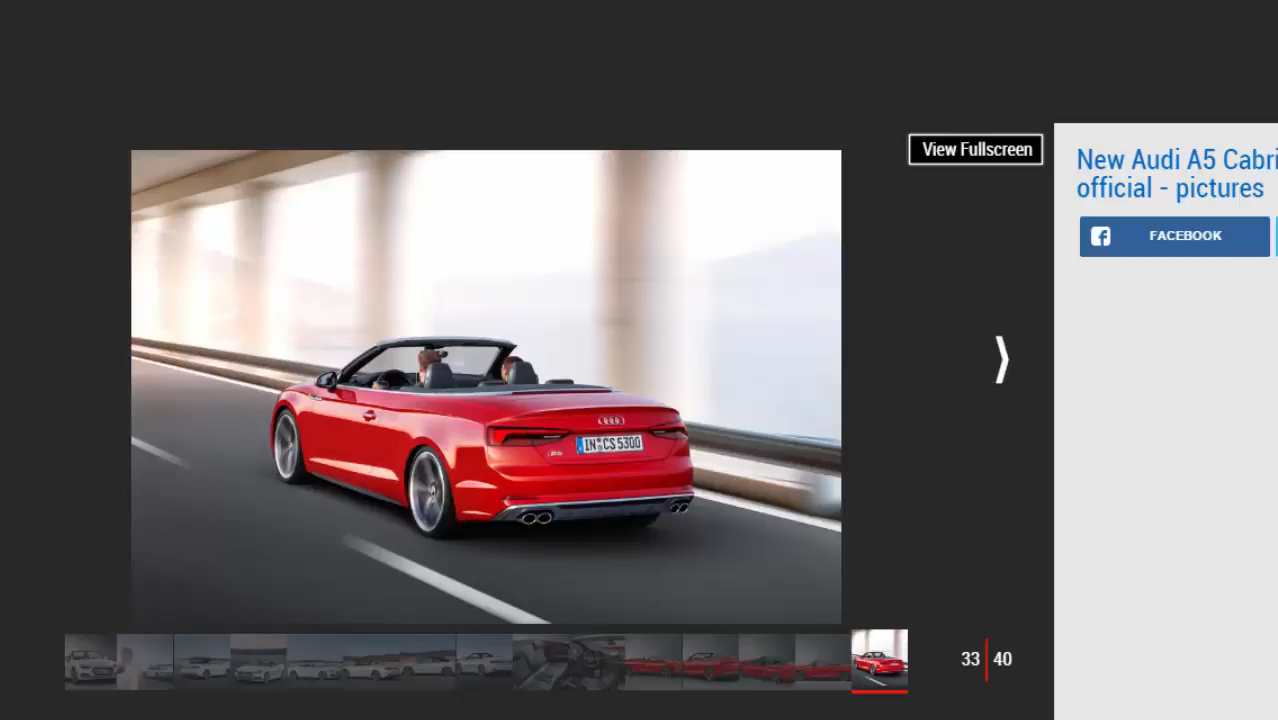 View Fullscreen
New Audi A5 Cabri
official - pictures
FACEBOOK
IN CS 5300
33 40